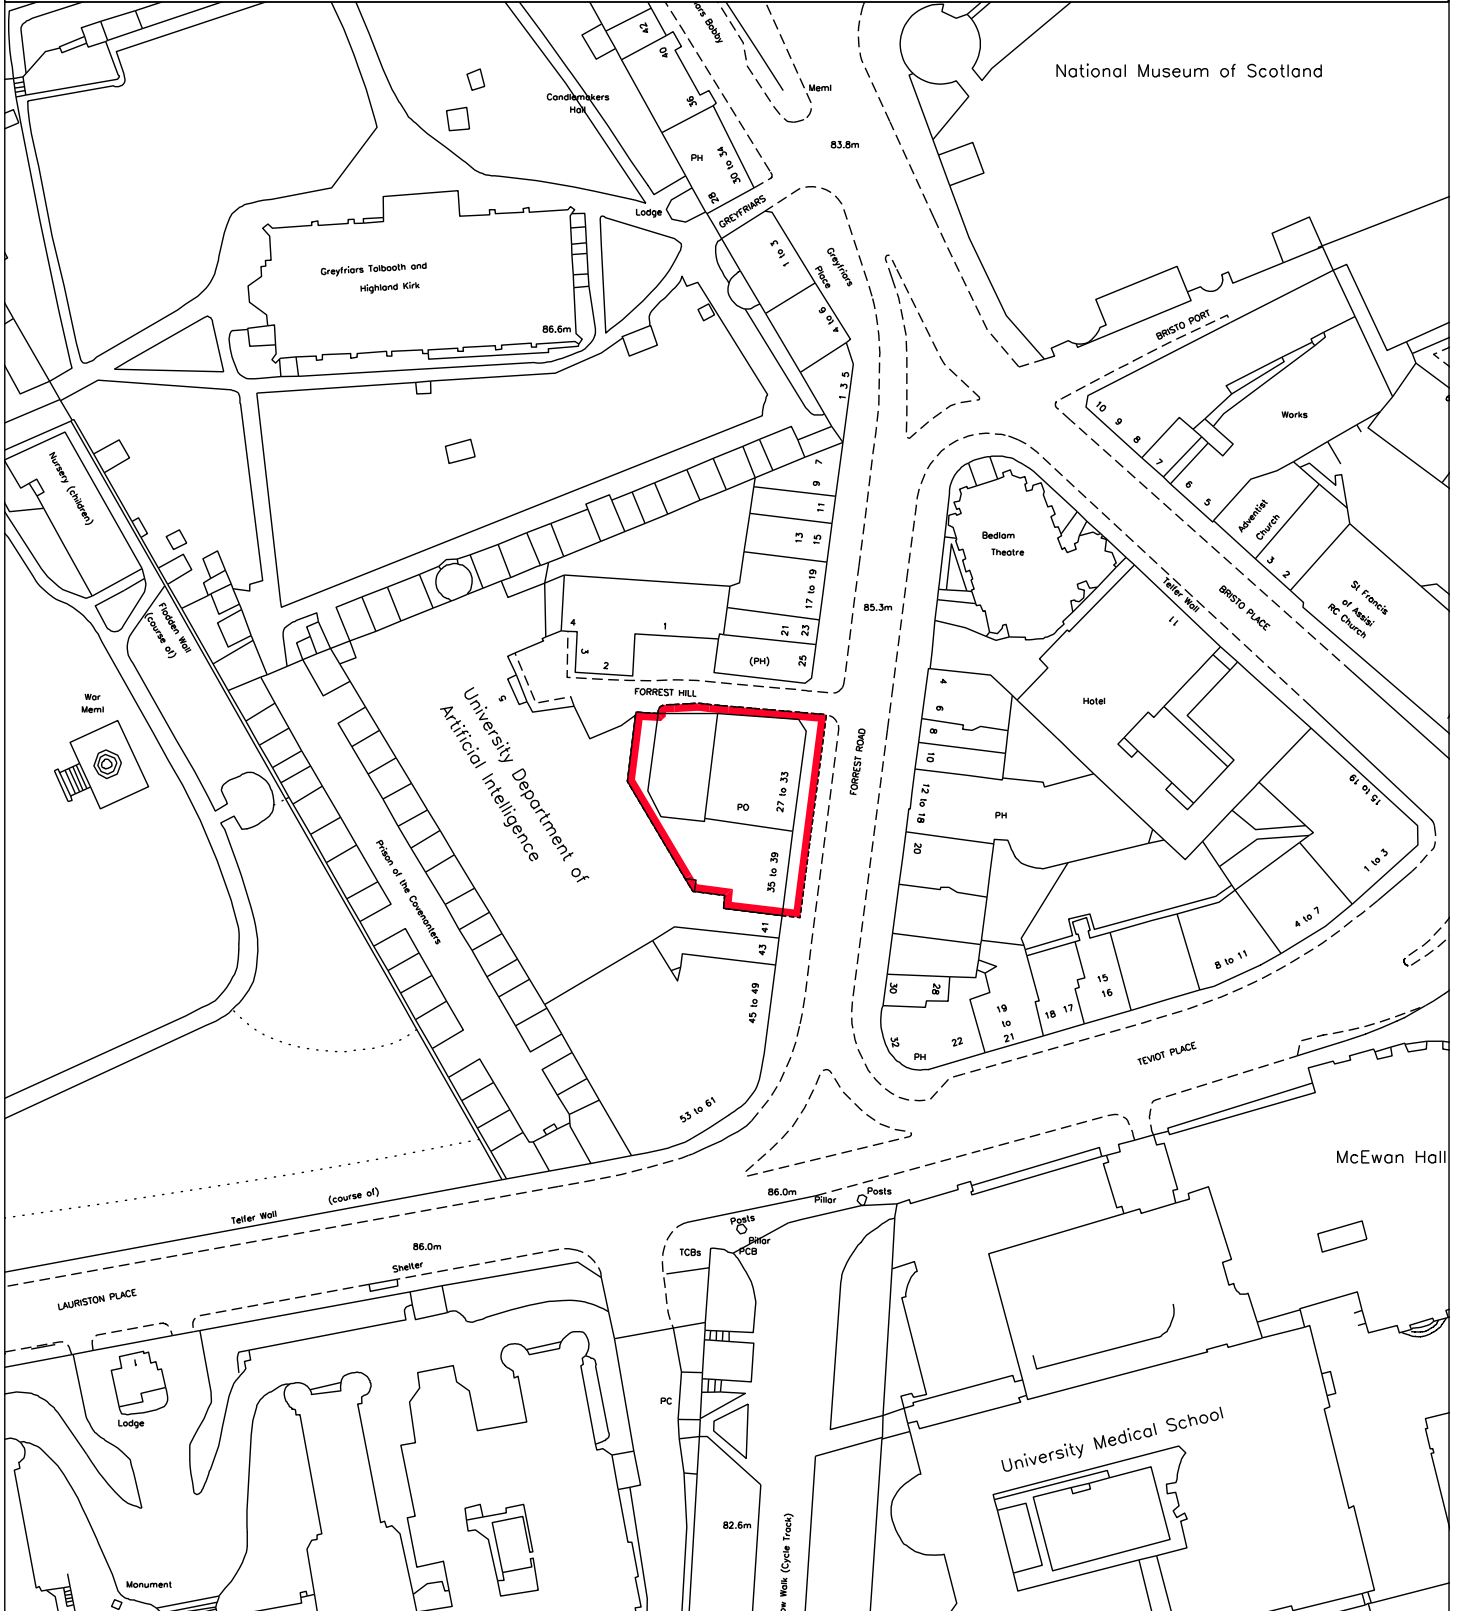 42
40
36
ars Bobby
Meml
National Museum of Scotland
Candlemakers
Hall
83.8m
PH
30 to 34
28
Lodge
GREYFRIARS
1 to 3
Greyfriars
Place
4 to 6
Greyfriars Tolbooth and
Highland Kirk
86.6m
BRISTO PORT
1 3 5
10
9
8
7
6
5
Works
Adventist
Church
3
2
St Francis
of Assisi
RC Church
Nursery (children)
7
9
11
13
15
17 to 19
21
23
25
(PH)
Bedlam
Theatre
Telfer Wall
BRISTO PLACE
11
85.3m
Flodden Wall
(course of)
4
3
2
1
5
FORREST HILL
War
Meml
University Department of
Artificial Intelligence
4
6
8
10
Hotel
FORREST ROAD
27 to 33
PO
35 to 39
12 to 18
PH
20
15 to 19
1 to 3
4 to 7
8 to 11
Prison of the Covenanters
41
43
45 to 49
30
28
15
16
18
17
19
to
21
22
32
PH
TEVIOT PLACE
53 to 61
McEwan Hall
(course of)
Telfer Wall
86.0m
Pillar
Posts
Posts
Pillar
PCB
TCBs
86.0m
Shelter
LAURISTON PLACE
Lodge
PC
University Medical School
82.6m
ow Walk (Cycle Track)
Monument